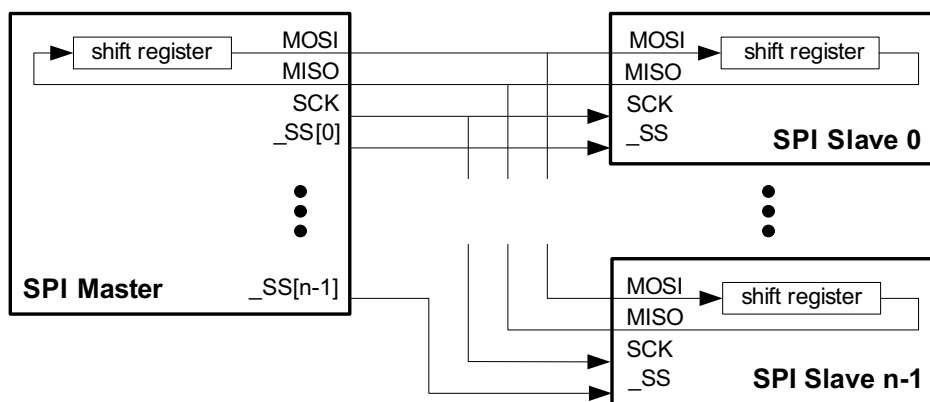 shift register
MOSI
MISO
SCK
_SS[0]
SPI Master
_SS[n-1]
MOSI
shift register
MISO
SCK
_SS
SPI Slave 0
MOSI
shift register
MISO
SCK
_SS
SPI Slave n-1